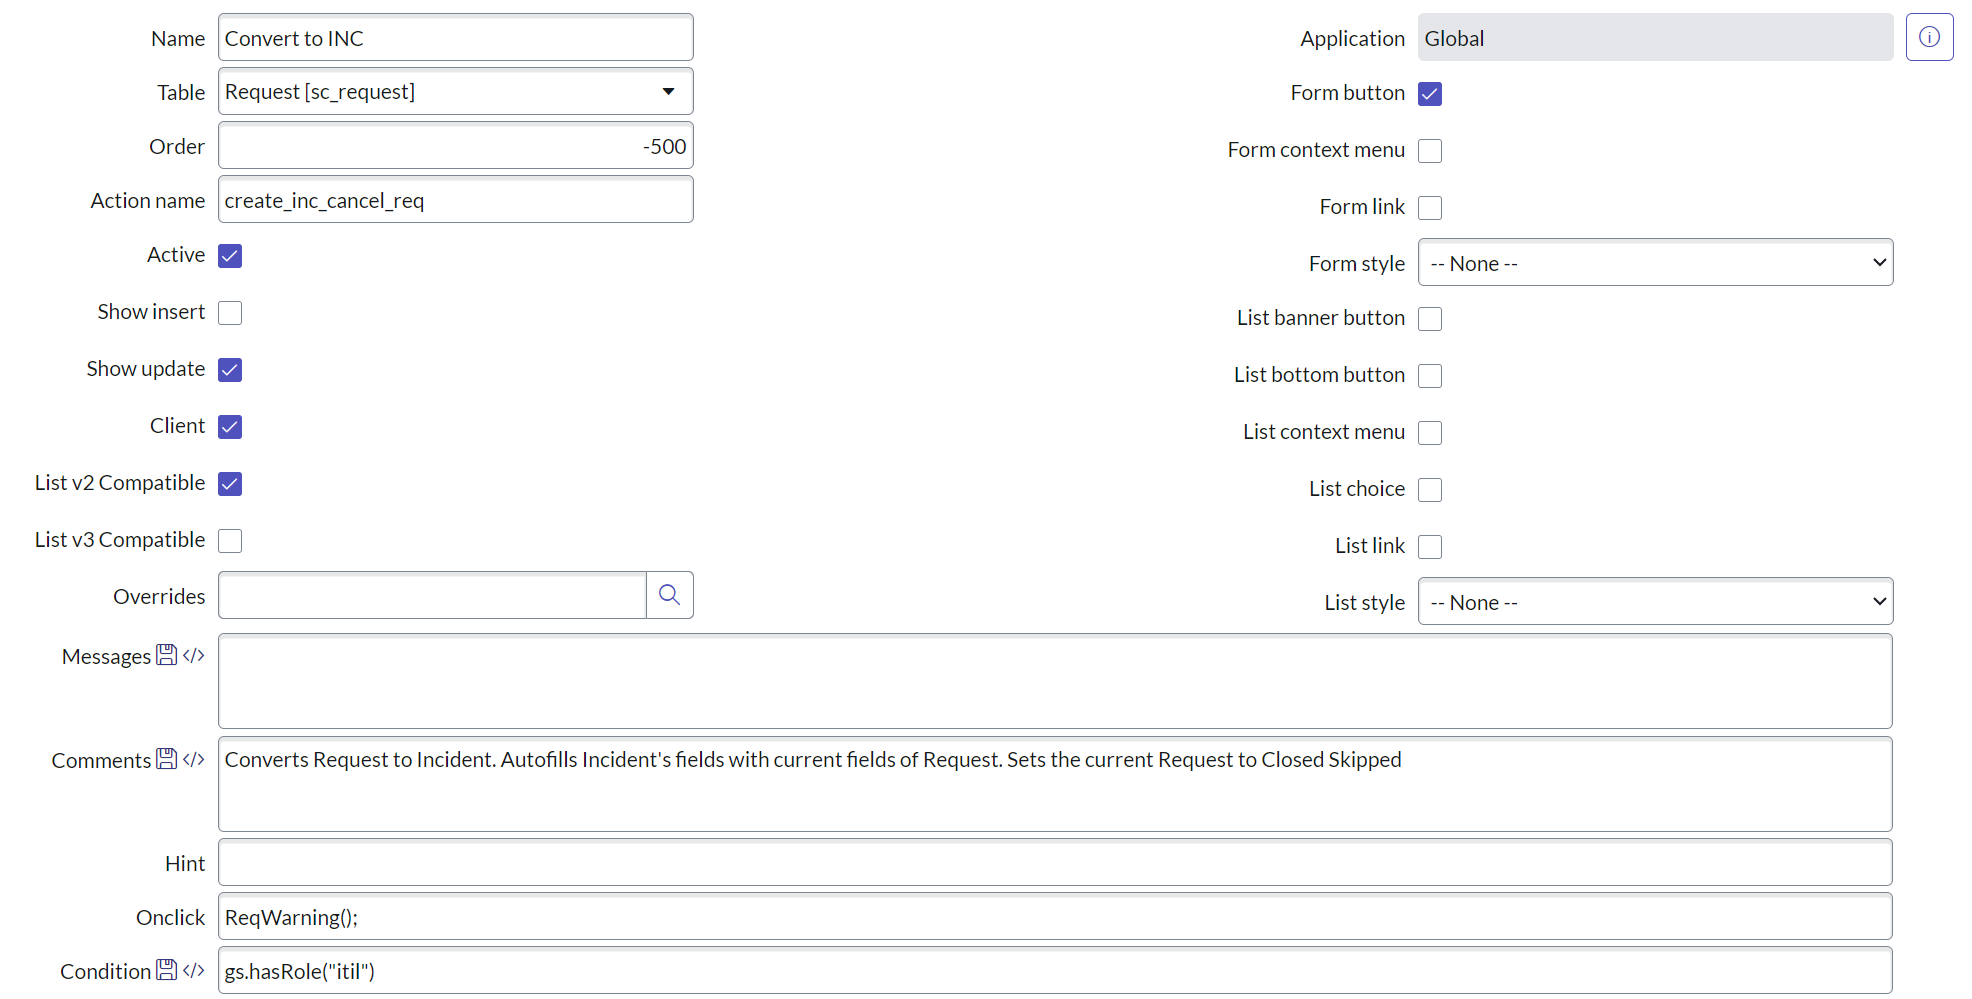 Name Convert to INC
Table Request [sc_request]
Order -500
Action name create_inc_cancel_req
Active
Show insert
Show update
Client
List v2 Compatible
List v3 Compatible
Overrides
Application Global
Form button
Form context menu
Form link
Form style -- None --
List banner button
List bottom button
List context menu
List choice
List link
List style -- None --
Messages
Comments Converts Request to Incident. Autofills Incident's fields with current fields of Request. Sets the current Request to Closed Skipped
Hint
Onclick ReqWarning();
Condition gs.hasRole("itil")